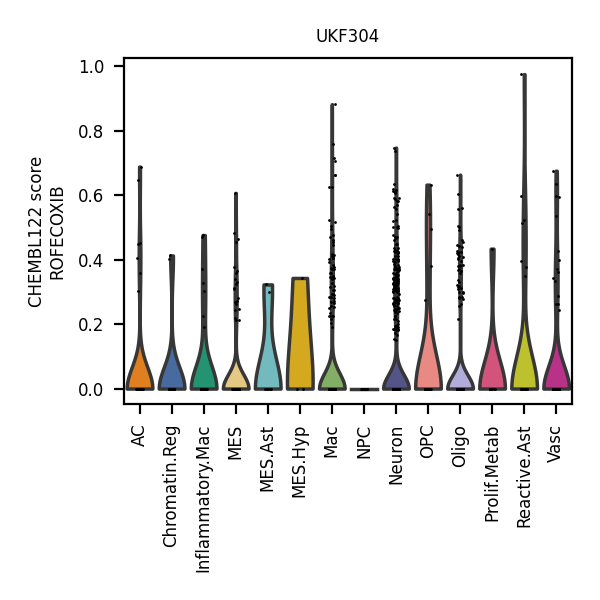 UKF304
CHEMBL122 score
ROFECOXIB
1.0
0.8
0.6
0.4
0.2
0.0
AC
Chromatin.Reg
Inflammatory.Mac
MES
MES.Ast
MES.Hyp
Mac
NPC
Neuron
OPC
Oligo
Prolif.Metab
Reactive.Ast
Vasc